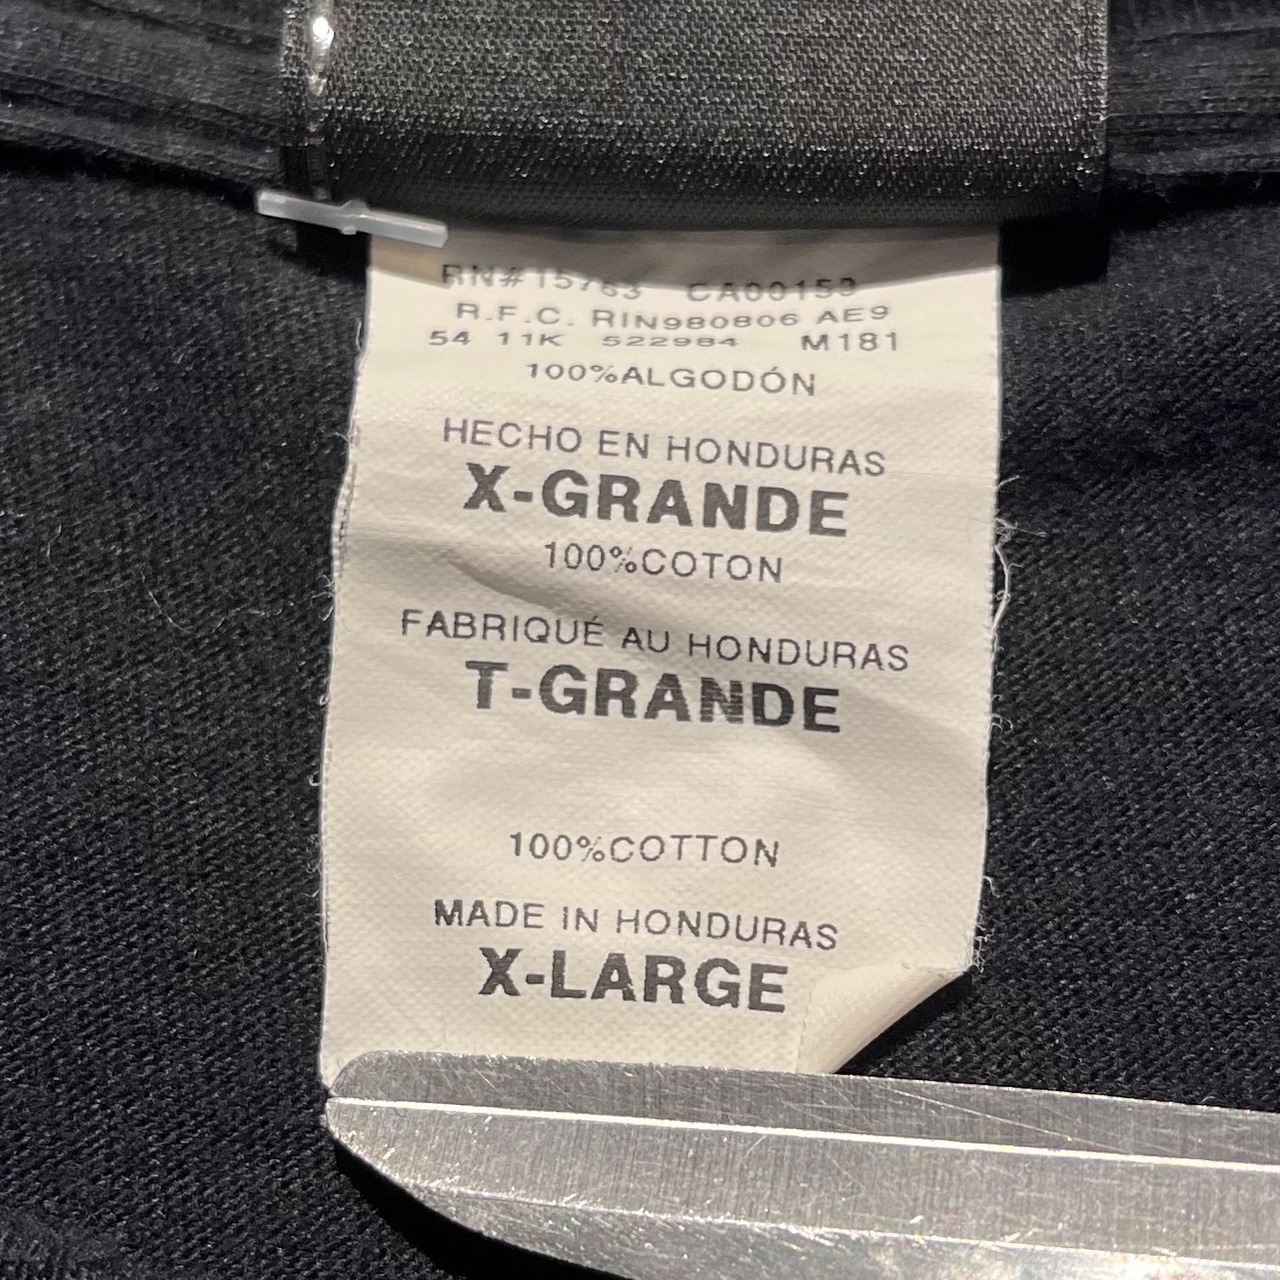 RN#15763 CA00153
R.F.C. RIN980806 AE9
54 11K 522984 M181
100%ALGODÓN
HECHO EN HONDURAS
X-GRANDE
100%COTON
FABRIQUÉ AU HONDURAS
T-GRANDE
100%COTTON
MADE IN HONDURAS
X-LARGE